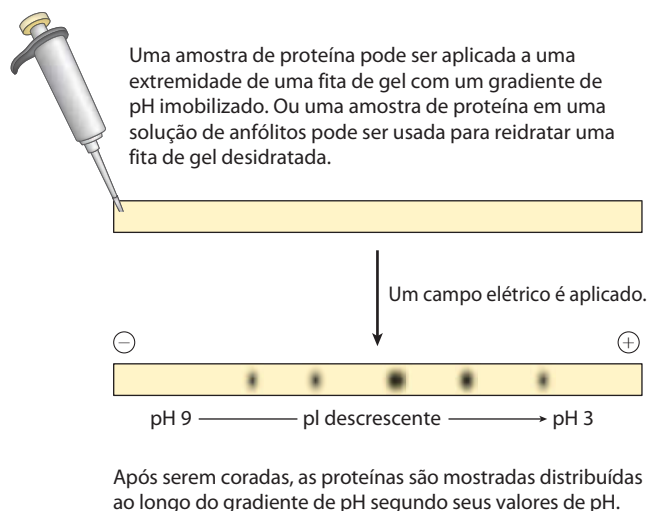 Uma amostra de proteína pode ser aplicada a uma
extremidade de uma fita de gel com um gradiente de
pH imobilizado. Ou uma amostra de proteína em uma
solução de anfólitos pode ser usada para reidratar uma
fita de gel desidratada.
Um campo elétrico é aplicado.
− +
pH 9 pI descrescente pH 3
Após serem coradas, as proteínas são mostradas distribuídas
ao longo do gradiente de pH segundo seus valores de pH.